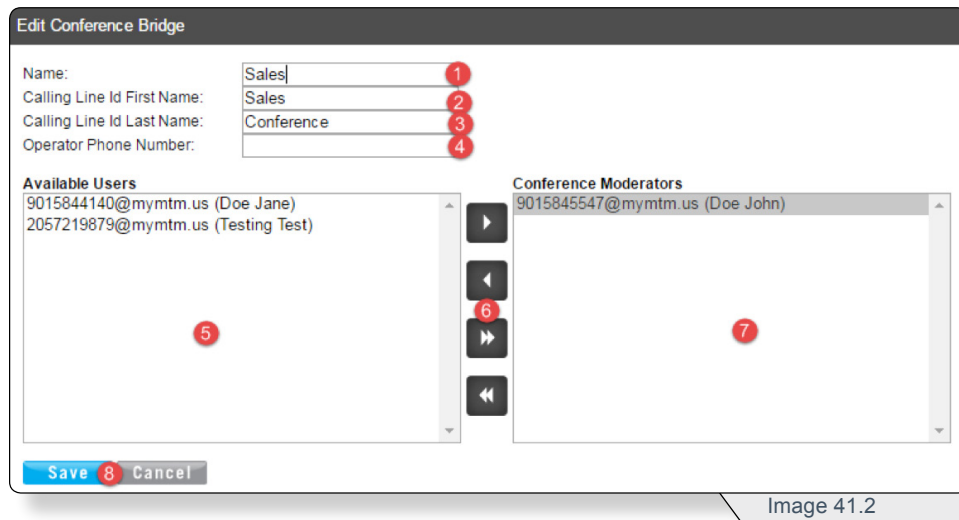 Edit Conference Bridge
Name: Sales 1
Calling Line Id First Name: Sales 2
Calling Line Id Last Name: Conference 3
Operator Phone Number: 4
Available Users Conference Moderators
9015844140@mymtm.us (Doe Jane) 9015845547@mymtm.us (Doe John)
2057219879@mymtm.us (Testing Test)
5 6 7
Save 8 Cancel
Image 41.2